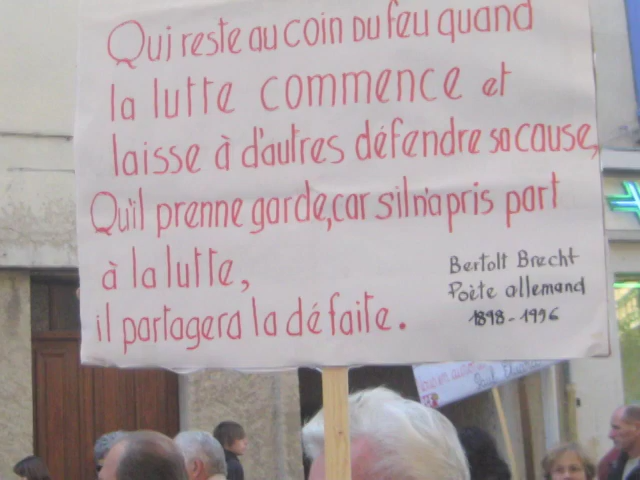 Qui reste au coin du feu quand
la lutte commence et
laisse à d'autres défendre sa cause,
Qu'il prenne garde, car s'il n'a pris part
à la lutte,
il partagera la défaite.
Bertolt Brecht
Poète allemand
1898-1996